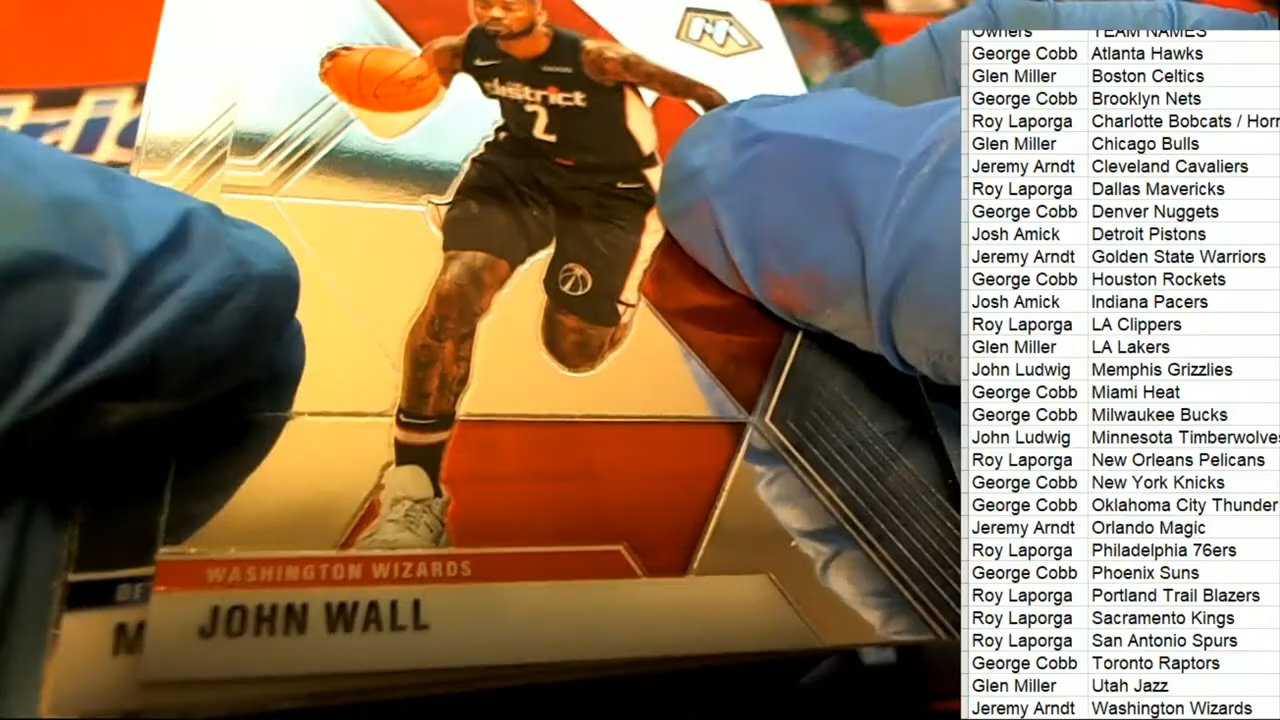 district
2
WASHINGTON WIZARDS
JOHN WALL
M
Owners TEAM NAMES
George Cobb Atlanta Hawks
Glen Miller Boston Celtics
George Cobb Brooklyn Nets
Roy Laporga Charlotte Bobcats / Horr
Glen Miller Chicago Bulls
Jeremy Arndt Cleveland Cavaliers
Roy Laporga Dallas Mavericks
George Cobb Denver Nuggets
Josh Amick Detroit Pistons
Jeremy Arndt Golden State Warriors
George Cobb Houston Rockets
Josh Amick Indiana Pacers
Roy Laporga LA Clippers
Glen Miller LA Lakers
John Ludwig Memphis Grizzlies
George Cobb Miami Heat
George Cobb Milwaukee Bucks
John Ludwig Minnesota Timberwolves
Roy Laporga New Orleans Pelicans
George Cobb New York Knicks
George Cobb Oklahoma City Thunder
Jeremy Arndt Orlando Magic
Roy Laporga Philadelphia 76ers
George Cobb Phoenix Suns
Roy Laporga Portland Trail Blazers
Roy Laporga Sacramento Kings
Roy Laporga San Antonio Spurs
George Cobb Toronto Raptors
Glen Miller Utah Jazz
Jeremy Arndt Washington Wizards